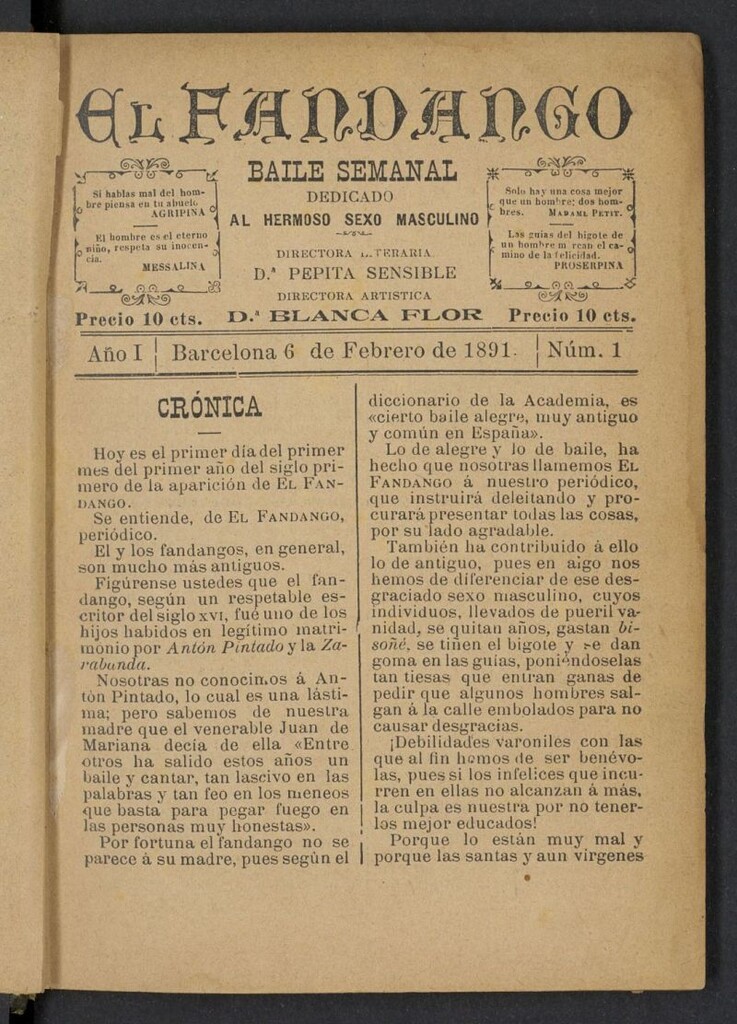 EL FANDANGO
BAILE SEMANAL
DEDICADO
AL HERMOSO SEXO MASCULINO
Si hablas mal del hom-
bre piensa en tu abuelo
AGRIPINA
El hombre es el eterno
niño, respeta su inocen-
cia.
MESSALINA
DIRECTORA LITERARIA
D.ª PEPITA SENSIBLE
DIRECTORA ARTISTICA
D.ª BLANCA FLOR
Solo hay una cosa mejor
que un hombre; dos hom-
bres. MADAME PETIT.
Las guias del bigote de
un hombre marcan el ca-
mino de la felicidad.
PROSERPINA
Precio 10 cts.
Precio 10 cts.
Año I
Barcelona 6 de Febrero de 1891.
Núm. 1
CRÓNICA
Hoy es el primer día del primer
mes del primer año del siglo pri-
mero de la aparición de EL FAN-
DANGO.
Se entiende, de EL FANDANGO,
periódico.
El y los fandangos, en general,
son mucho más antiguos.
Figúrense ustedes que el fan-
dango, según un respetable es-
critor del siglo XVI, fué uno de los
hijos habidos en legítimo matri-
monio por Antón Pintado y la Za-
rabanda.
Nosotras no conocimos á An-
tón Pintado, lo cual es una lásti-
ma; pero sabemos de nuestra
madre que el venerable Juan de
Mariana decía de ella «Entre
otros ha salido estos años un
baile y cantar, tan lascivo en las
palabras y tan feo en los meneos
que basta para pegar fuego en
las personas muy honestas».
Por fortuna el fandango no se
parece á su madre, pues según el
diccionario de la Academia, es
«cierto baile alegre, muy antiguo
y común en España».
Lo de alegre y lo de baile, ha
hecho que nosotras llamemos EL
FANDANGO á nuestro periódico,
que instruirá deleitando y pro-
curará presentar todas las cosas,
por su lado agradable.
También ha contribuido á ello
lo de antiguo, pues en algo nos
hemos de diferenciar de ese des-
graciado sexo masculino, cuyos
individuos, llevados de pueril va-
nidad, se quitan años, gastan bi-
soñé, se tiñen el bigote y se dan
goma en las guías, poniéndoselas
tan tiesas que entran ganas de
pedir que algunos hombres sal-
gan á la calle embolados para no
causar desgracias.
¡Debilidades varoniles con las
que al fin hemos de ser benévo-
las, pues si los infelices que incu-
rren en ellas no alcanzan á más,
la culpa es nuestra por no tener-
los mejor educados!
Porque lo están muy mal y
porque las santas y aun virgenes